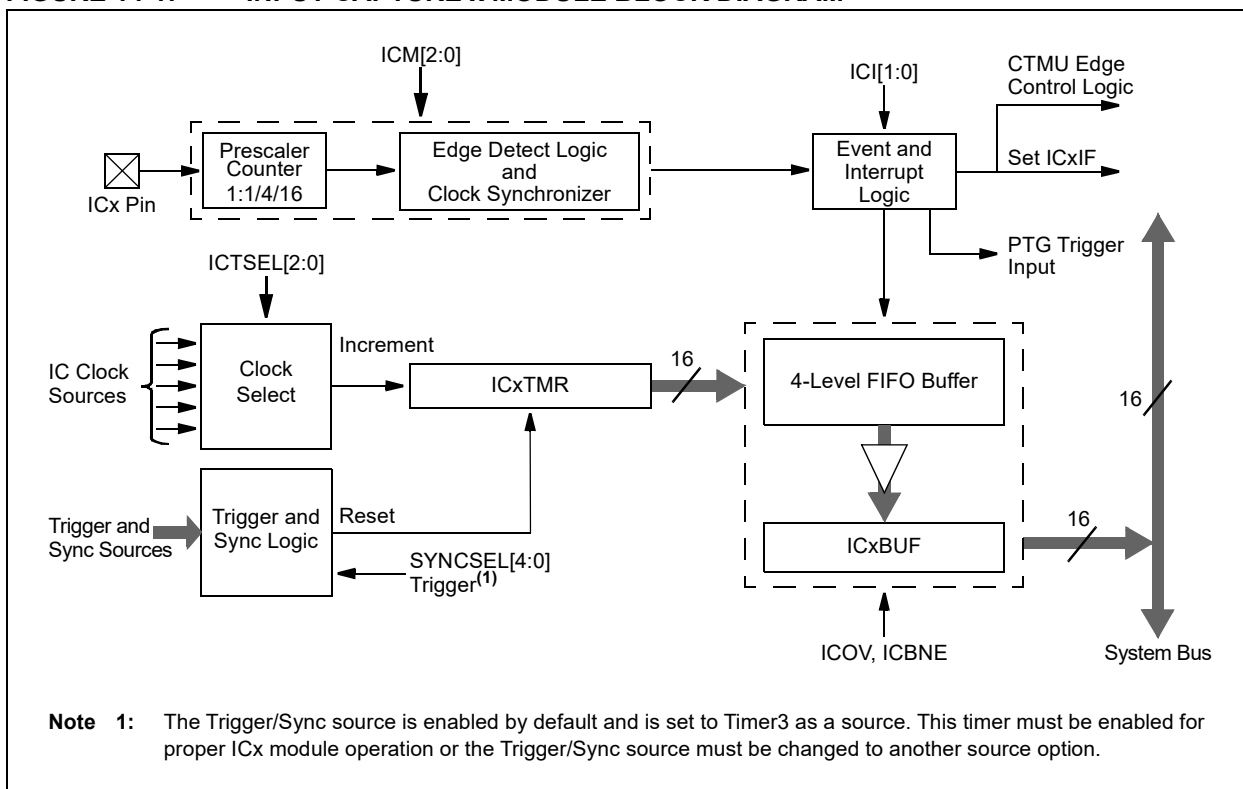 ICM[2:0]
ICI[1:0]
CTMU Edge
Control Logic
Prescaler
Counter
1:1/4/16
Edge Detect Logic
and
Clock Synchronizer
Event and
Interrupt
Logic
Set ICxIF
ICx Pin
PTG Trigger
Input
ICTSEL[2:0]
IC Clock
Sources
Clock
Select
Increment
ICxTMR
16
4-Level FIFO Buffer
16
Trigger and
Sync Sources
Trigger and
Sync Logic
Reset
SYNCSEL[4:0]
Trigger(1)
ICxBUF
16
ICOV, ICBNE
System Bus
Note 1: The Trigger/Sync source is enabled by default and is set to Timer3 as a source. This timer must be enabled for
proper ICx module operation or the Trigger/Sync source must be changed to another source option.